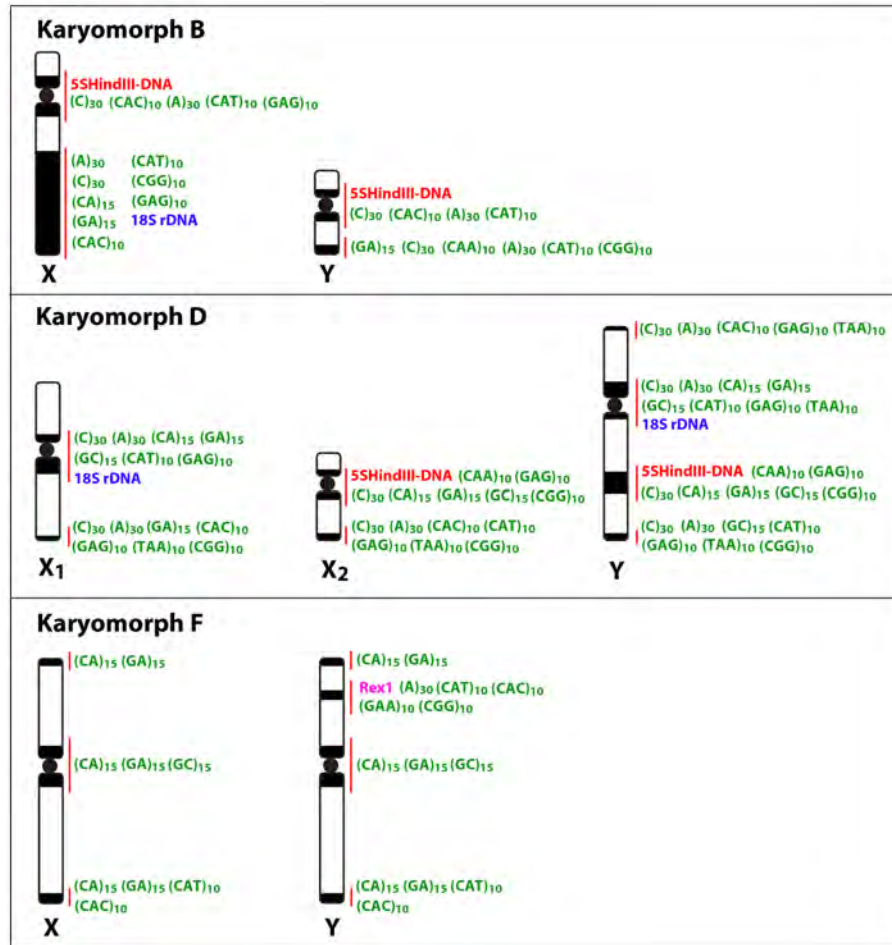 Karyomorph B
5SHindIII-DNA
(C)30 (CAC)10 (A)30 (CAT)10 (GAG)10
(A)30 (CAT)10
(C)30 (CGG)10
(CA)15 (GAG)10
(GA)15 18S rDNA
(CAC)10
X
5SHindIII-DNA
(C)30 (CAC)10 (A)30 (CAT)10
(GA)15 (C)30 (CAA)10 (A)30 (CAT)10 (CGG)10
Y
Karyomorph D
(C)30 (A)30 (CA)15 (GA)15
(GC)15 (CAT)10 (GAG)10
18S rDNA
(C)30 (A)30 (GA)15 (CAC)10
(GAG)10 (TAA)10 (CGG)10
X1
5SHindIII-DNA (CAA)10 (GAG)10
(C)30 (CA)15 (GA)15 (GC)15 (CGG)10
(C)30 (A)30 (CAC)10 (CAT)10
(GAG)10 (TAA)10 (CGG)10
X2
(C)30 (A)30 (CAC)10 (GAG)10 (TAA)10
(C)30 (A)30 (CA)15 (GA)15
(GC)15 (CAT)10 (GAG)10 (TAA)10
18S rDNA
5SHindIII-DNA (CAA)10 (GAG)10
(C)30 (CA)15 (GA)15 (GC)15 (CGG)10
(C)30 (A)30 (GC)15 (CAT)10
(GAG)10 (TAA)10 (CGG)10
Y
Karyomorph F
(CA)15 (GA)15
(CA)15 (GA)15 (GC)15
(CA)15 (GA)15 (CAT)10
(CAC)10
X
(CA)15 (GA)15
Rex1 (A)30 (CAT)10 (CAC)10
(GAA)10 (CGG)10
(CA)15 (GA)15 (GC)15
(CA)15 (GA)15 (CAT)10
(CAC)10
Y